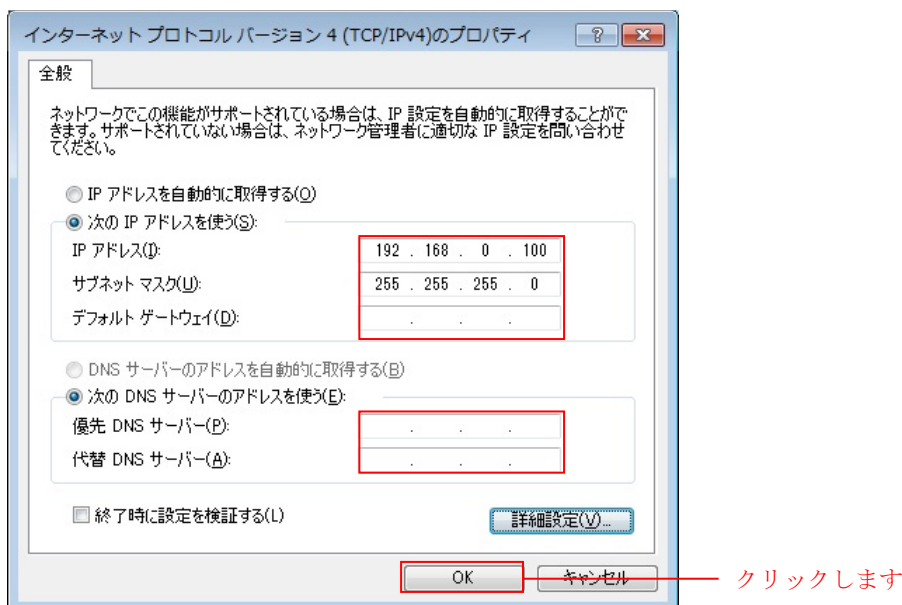 インターネット プロトコル バージョン 4 (TCP/IPv4)のプロパティ
全般
ネットワークでこの機能がサポートされている場合は、IP 設定を自動的に取得することがで
きます。サポートされていない場合は、ネットワーク管理者に適切な IP 設定を問い合わせ
てください。
IP アドレスを自動的に取得する(O)
次の IP アドレスを使う(S):
IP アドレス(I): 192 . 168 . 0 . 100
サブネット マスク(U): 255 . 255 . 255 . 0
デフォルト ゲートウェイ(D): . . .
DNS サーバーのアドレスを自動的に取得する(B)
次の DNS サーバーのアドレスを使う(E):
優先 DNS サーバー(P): . . .
代替 DNS サーバー(A): . . .
終了時に設定を検証する(L)
詳細設定(V)...
OK キャンセル クリックします